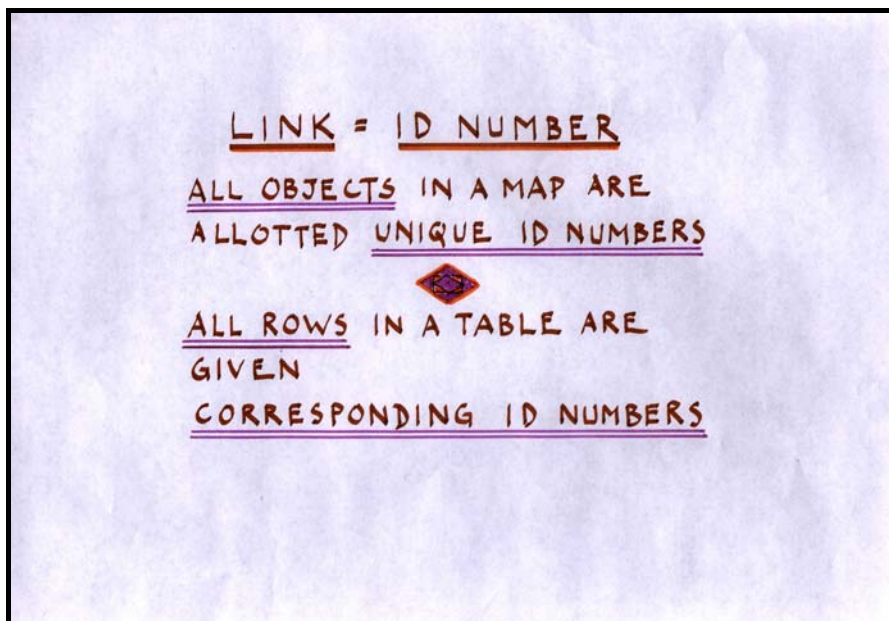 LINK = ID NUMBER
ALL OBJECTS IN A MAP ARE
ALLOTTED UNIQUE ID NUMBERS
ALL ROWS IN A TABLE ARE
GIVEN
CORRESPONDING ID NUMBERS